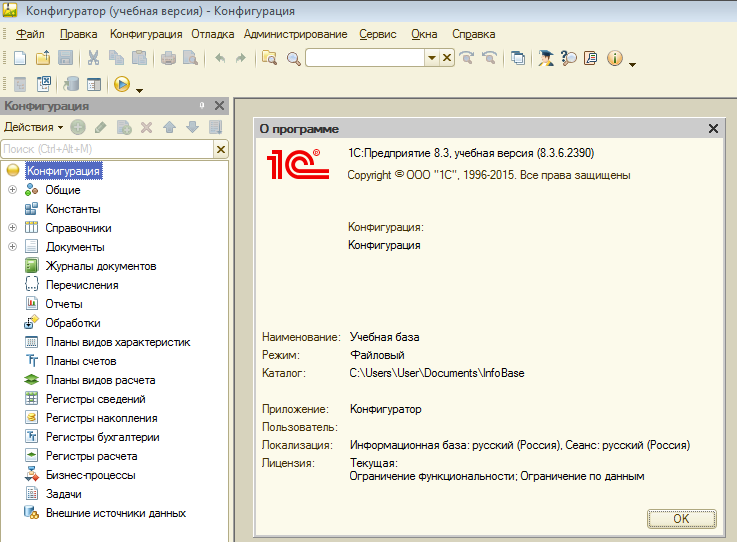 Конфигуратор (учебная версия) - Конфигурация
Файл Правка Конфигурация Отладка Администрирование Сервис Окна Справка
Конфигурация
Действия
Поиск (Ctrl+Alt+M)
Конфигурация
Общие
Константы
Справочники
Документы
Журналы документов
Перечисления
Отчеты
Обработки
Планы видов характеристик
Планы счетов
Планы видов расчета
Регистры сведений
Регистры накопления
Регистры бухгалтерии
Регистры расчета
Бизнес-процессы
Задачи
Внешние источники данных
О программе
1С®
1С:Предприятие 8.3, учебная версия (8.3.6.2390)
Copyright © ООО "1С", 1996-2015. Все права защищены
Конфигурация:
Конфигурация
Наименование: Учебная база
Режим: Файловый
Каталог: C:\Users\User\Documents\InfoBase
Приложение: Конфигуратор
Пользователь:
Локализация: Информационная база: русский (Россия), Сеанс: русский (Россия)
Лицензия: Текущая:
Ограничение функциональности; Ограничение по данным
OK